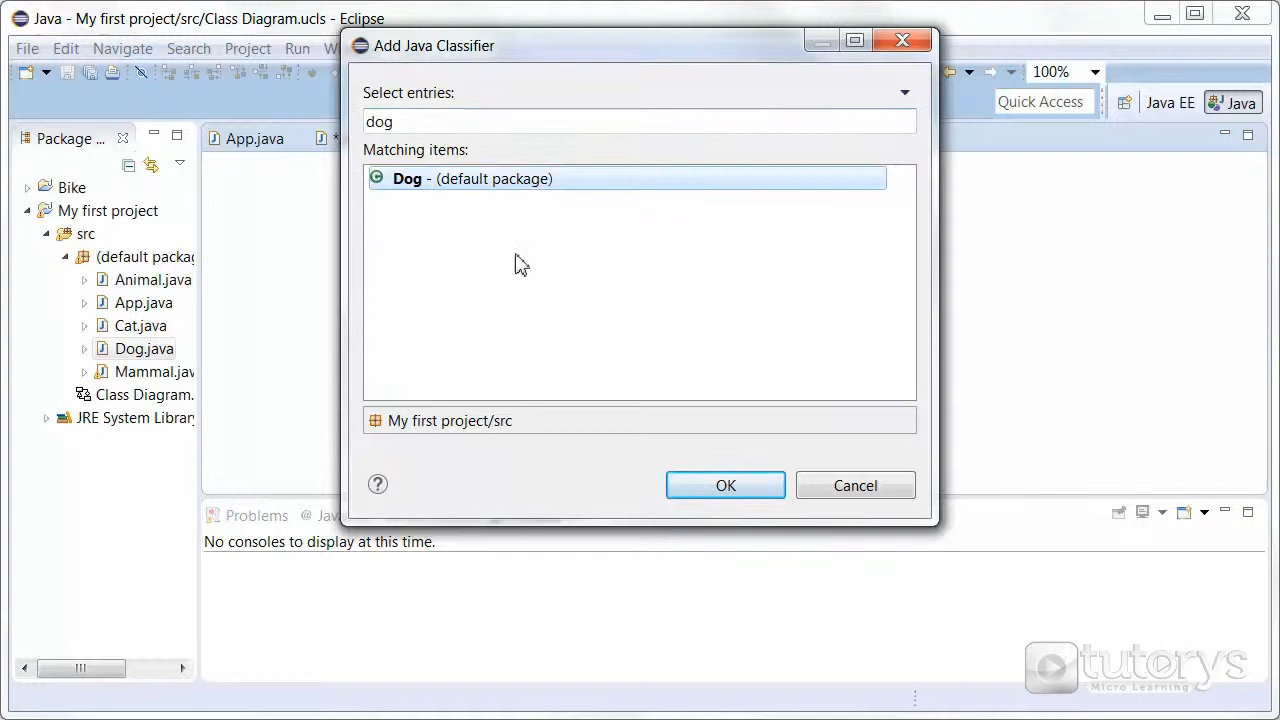 Java - My first project/src/Class Diagram.ucls - Eclipse
File Edit Navigate Search Project Run
Add Java Classifier
100%
Quick Access
Java EE
Java
Package ...
App.java
Bike
My first project
src
(default packag
Animal.java
App.java
Cat.java
Dog.java
Mammal.jav
Class Diagram.
JRE System Library
Select entries:
dog
Matching items:
Dog - (default package)
My first project/src
OK
Cancel
Problems
@ Jav
No consoles to display at this time.
tutorys
Micro Learning